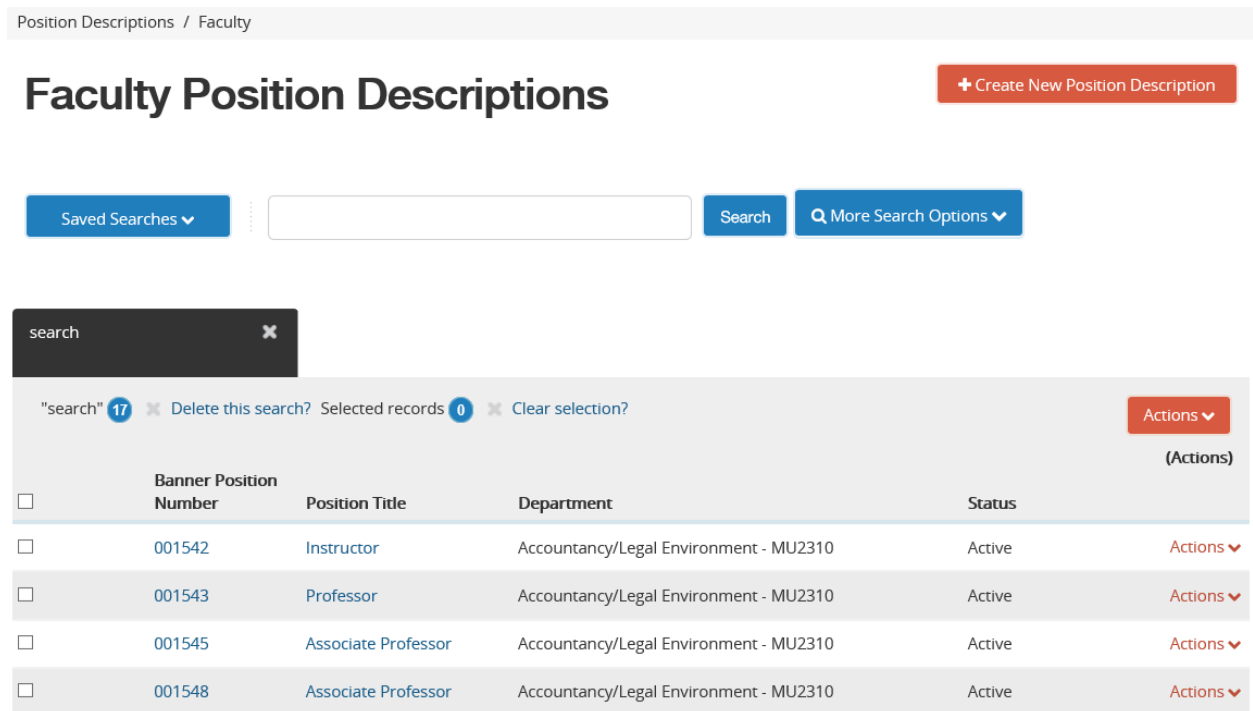 Position Descriptions / Faculty
Faculty Position Descriptions
Create New Position Description
Saved Searches
Search
More Search Options
search
"search" 17 Delete this search? Selected records 0 Clear selection?
Actions
(Actions)
Banner Position
Number Position Title Department Status
001542 Instructor Accountancy/Legal Environment - MU2310 Active Actions
001543 Professor Accountancy/Legal Environment - MU2310 Active Actions
001545 Associate Professor Accountancy/Legal Environment - MU2310 Active Actions
001548 Associate Professor Accountancy/Legal Environment - MU2310 Active Actions